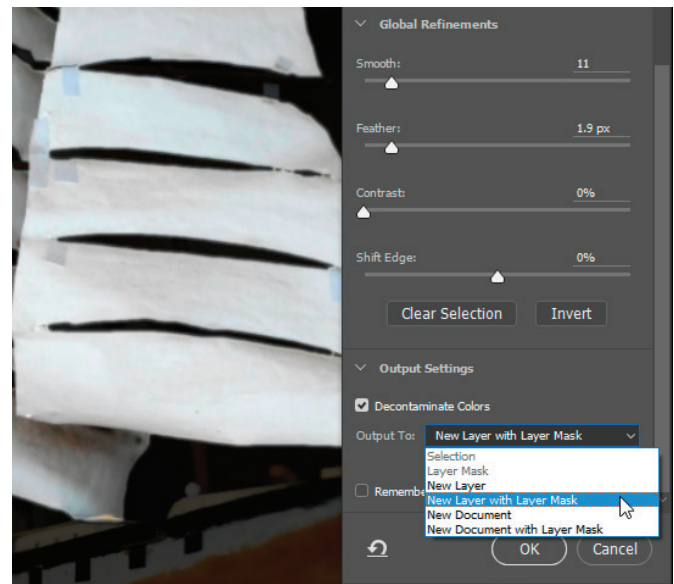 Global Refinements
Smooth: 11
Feather: 1.9 px
Contrast: 0%
Shift Edge: 0%
Clear Selection Invert
Output Settings
Decontaminate Colors
Output To: New Layer with Layer Mask
Selection
Layer Mask
New Layer
Remembe
New Layer with Layer Mask
New Document
New Document with Layer Mask
OK Cancel